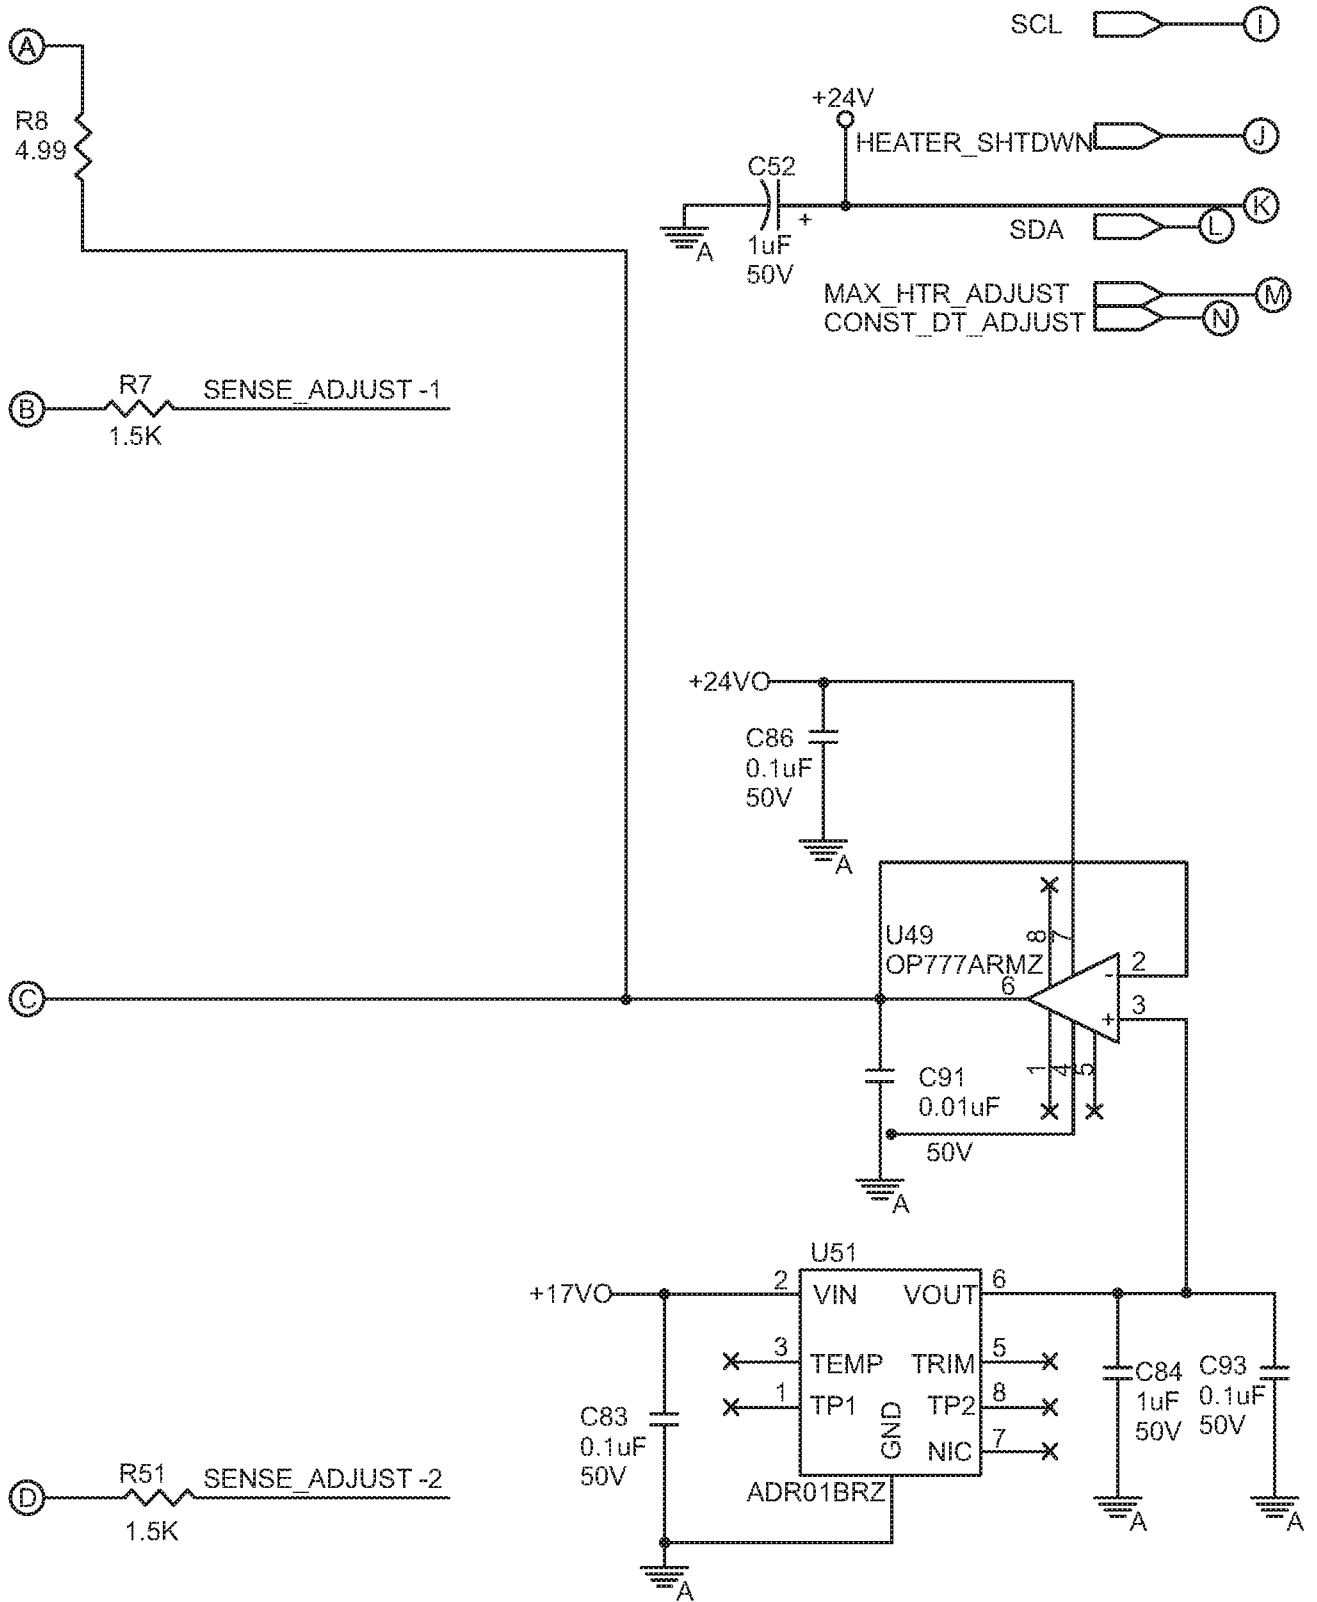 SCL
I
A
+24V
R8
4.99
HEATER_SHTDWN
J
C52
K
+
SDA
L
A
1uF
50V
MAX_HTR_ADJUST
M
CONST_DT_ADJUST
N
R7
SENSE_ADJUST -1
B
1.5K
+24V
C86
0.1uF
50V
A
U49
OP777ARMZ
8
7
-
2
6
C
+
3
1
4
5
C91
0.01uF
50V
A
U51
+17V
2
VIN
VOUT
6
3
TEMP
TRIM
5
1
TP1
TP2
8
GND
NIC
7
C84
1uF
50V
C93
0.1uF
50V
C83
0.1uF
50V
ADR01BRZ
R51
SENSE_ADJUST -2
D
1.5K
A
A
A